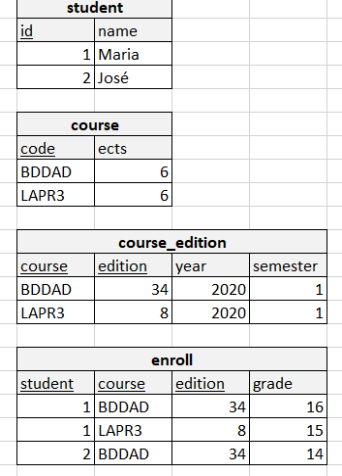 student
id name
1 Maria
2 José
course
code ects
BDDAD 6
LAPR3 6
course_edition
course edition year semester
BDDAD 34 2020 1
LAPR3 8 2020 1
enroll
student course edition grade
1 BDDAD 34 16
1 LAPR3 8 15
2 BDDAD 34 14